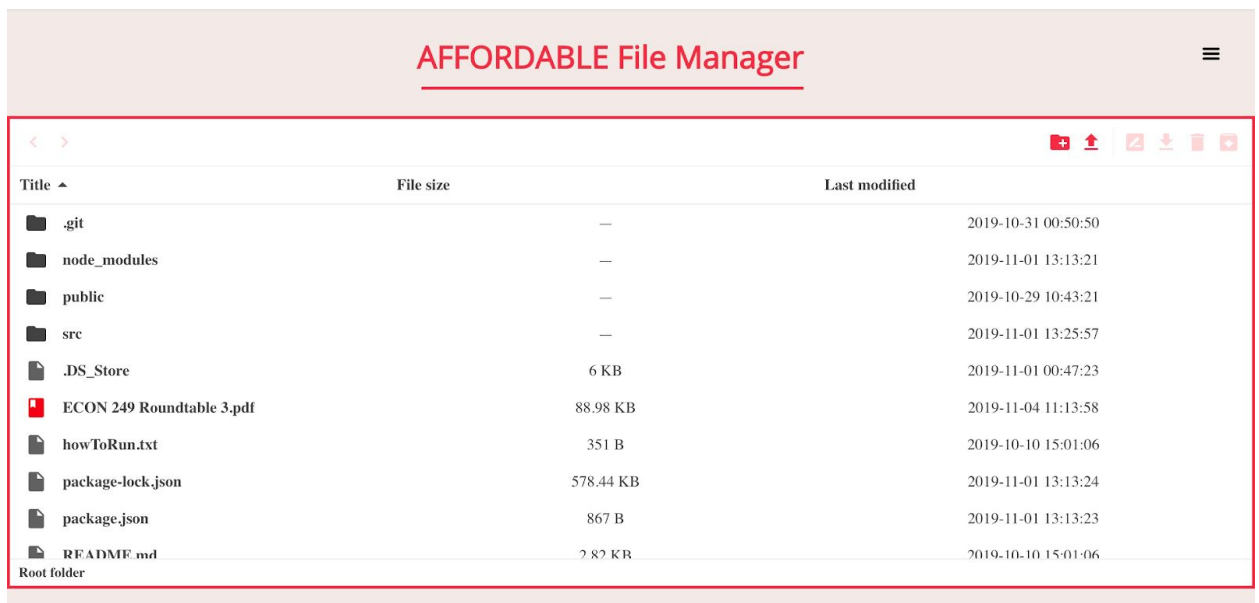 AFFORDABLE File Manager
Title File size Last modified
.git — 2019-10-31 00:50:50
node_modules — 2019-11-01 13:13:21
public — 2019-10-29 10:43:21
src — 2019-11-01 13:25:57
.DS_Store 6 KB 2019-11-01 00:47:23
ECON 249 Roundtable 3.pdf 88.98 KB 2019-11-04 11:13:58
howToRun.txt 351 B 2019-10-10 15:01:06
package-lock.json 578.44 KB 2019-11-01 13:13:24
package.json 867 B 2019-11-01 13:13:23
README.md 2.82 KB 2019-10-10 15:01:06
Root folder